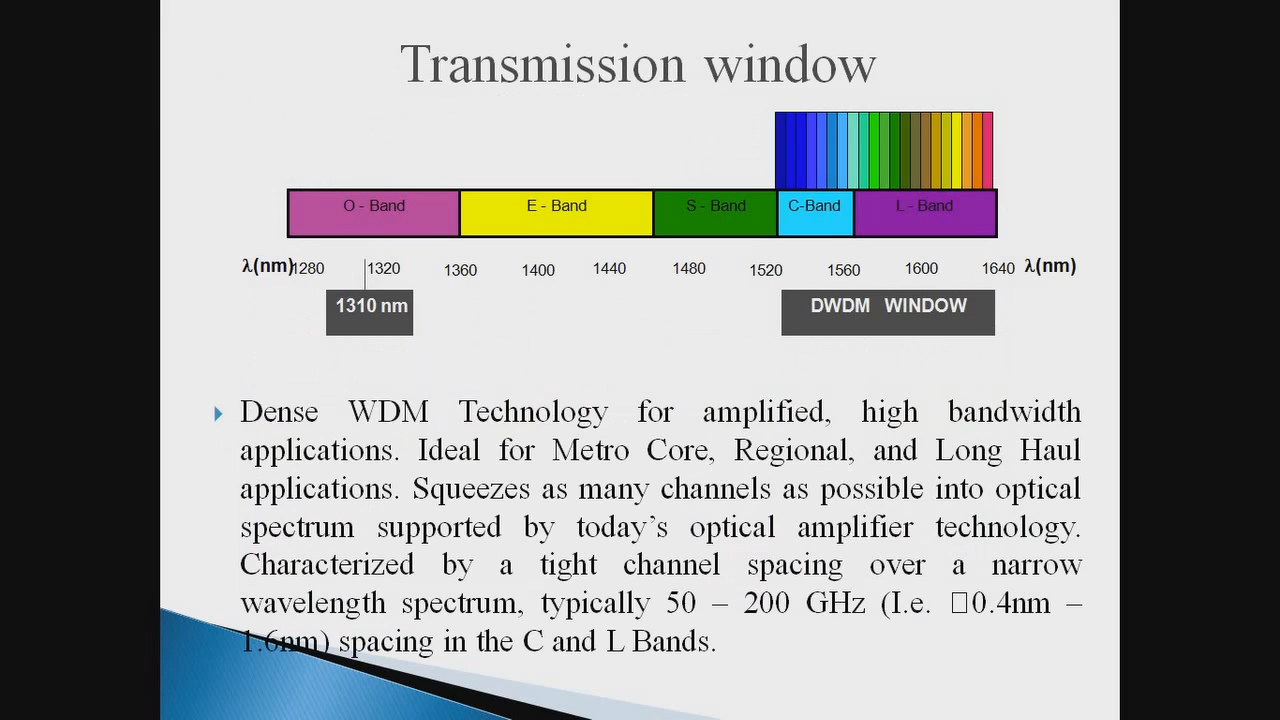 Transmission window
O - Band E - Band S - Band C-Band L - Band
λ(nm) 1280 1320 1360 1400 1440 1480 1520 1560 1600 1640 λ(nm)
1310 nm DWDM WINDOW
Dense WDM Technology for amplified, high bandwidth
applications. Ideal for Metro Core, Regional, and Long Haul
applications. Squeezes as many channels as possible into optical
spectrum supported by today’s optical amplifier technology.
Characterized by a tight channel spacing over a narrow
wavelength spectrum, typically 50 – 200 GHz (I.e. □0.4nm –
1.6nm) spacing in the C and L Bands.